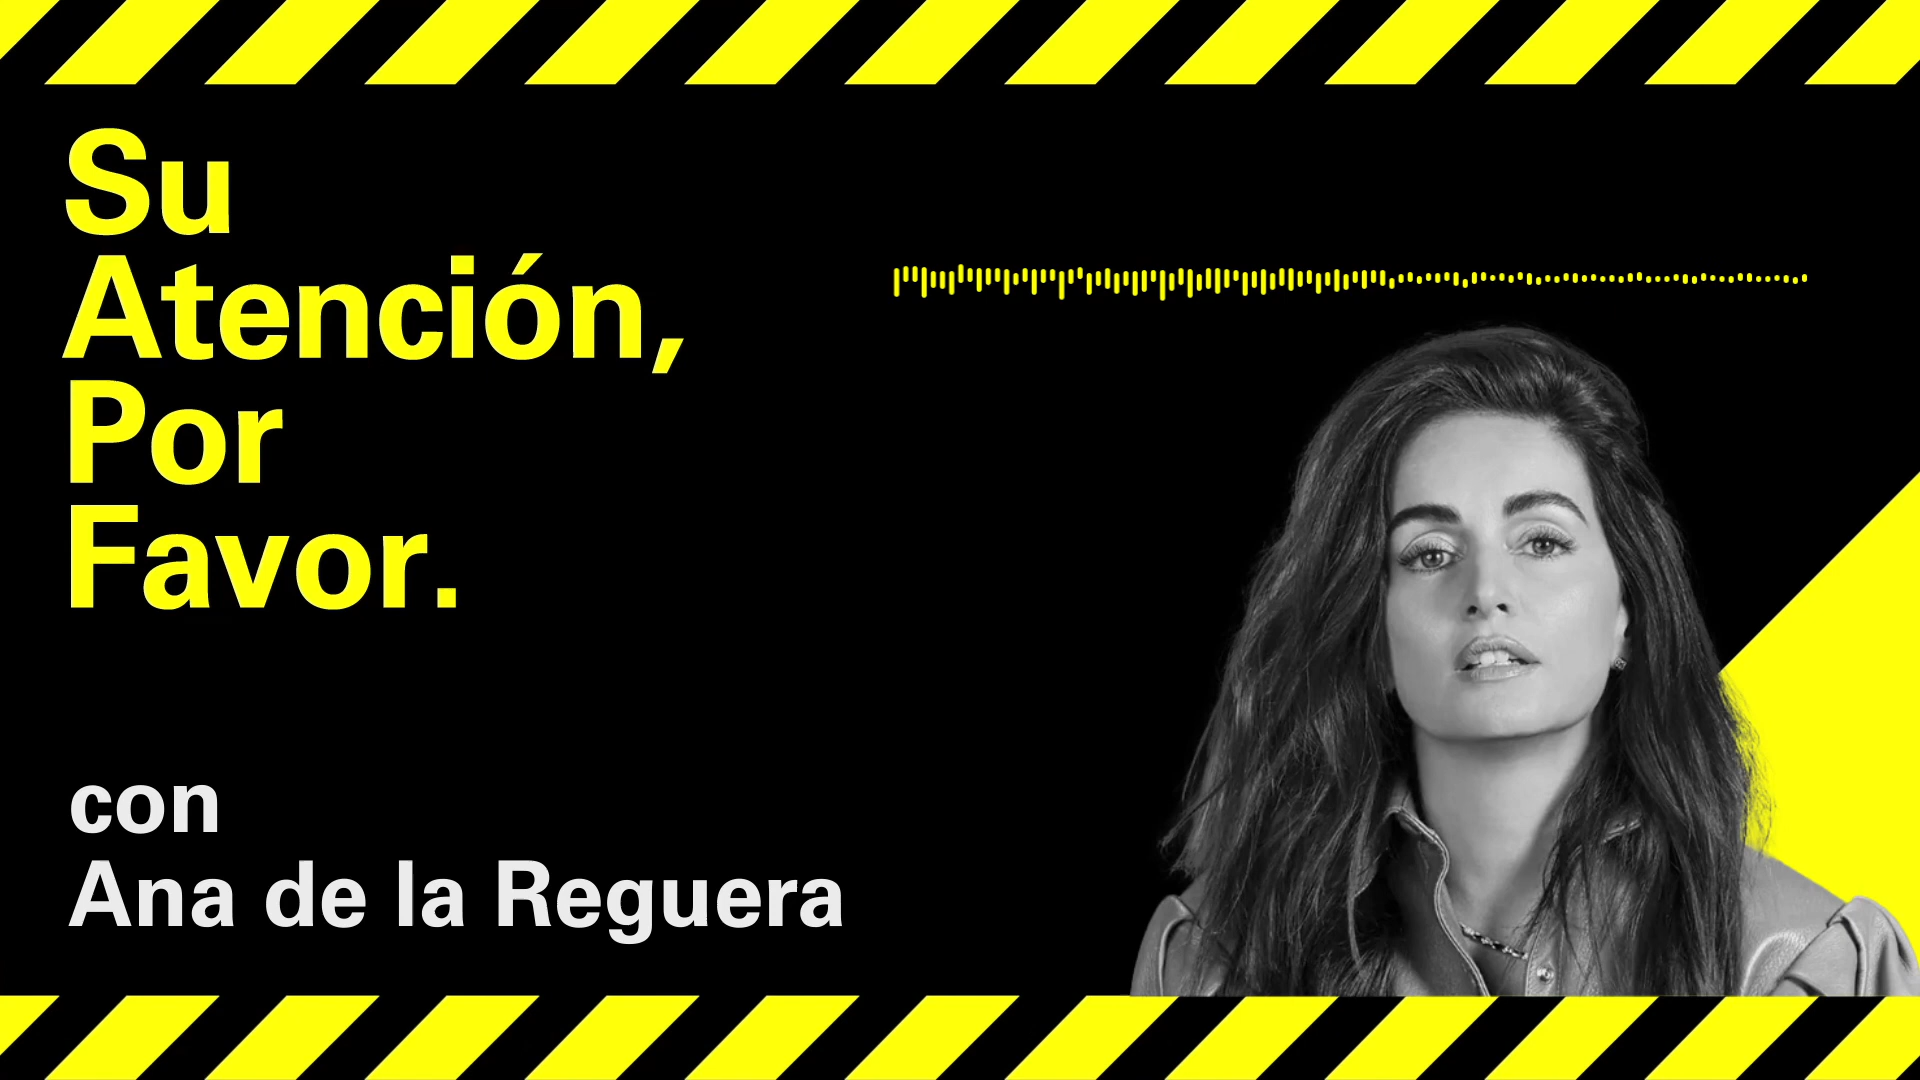 Su
Atención,
Por
Favor.
con
Ana de la Reguera